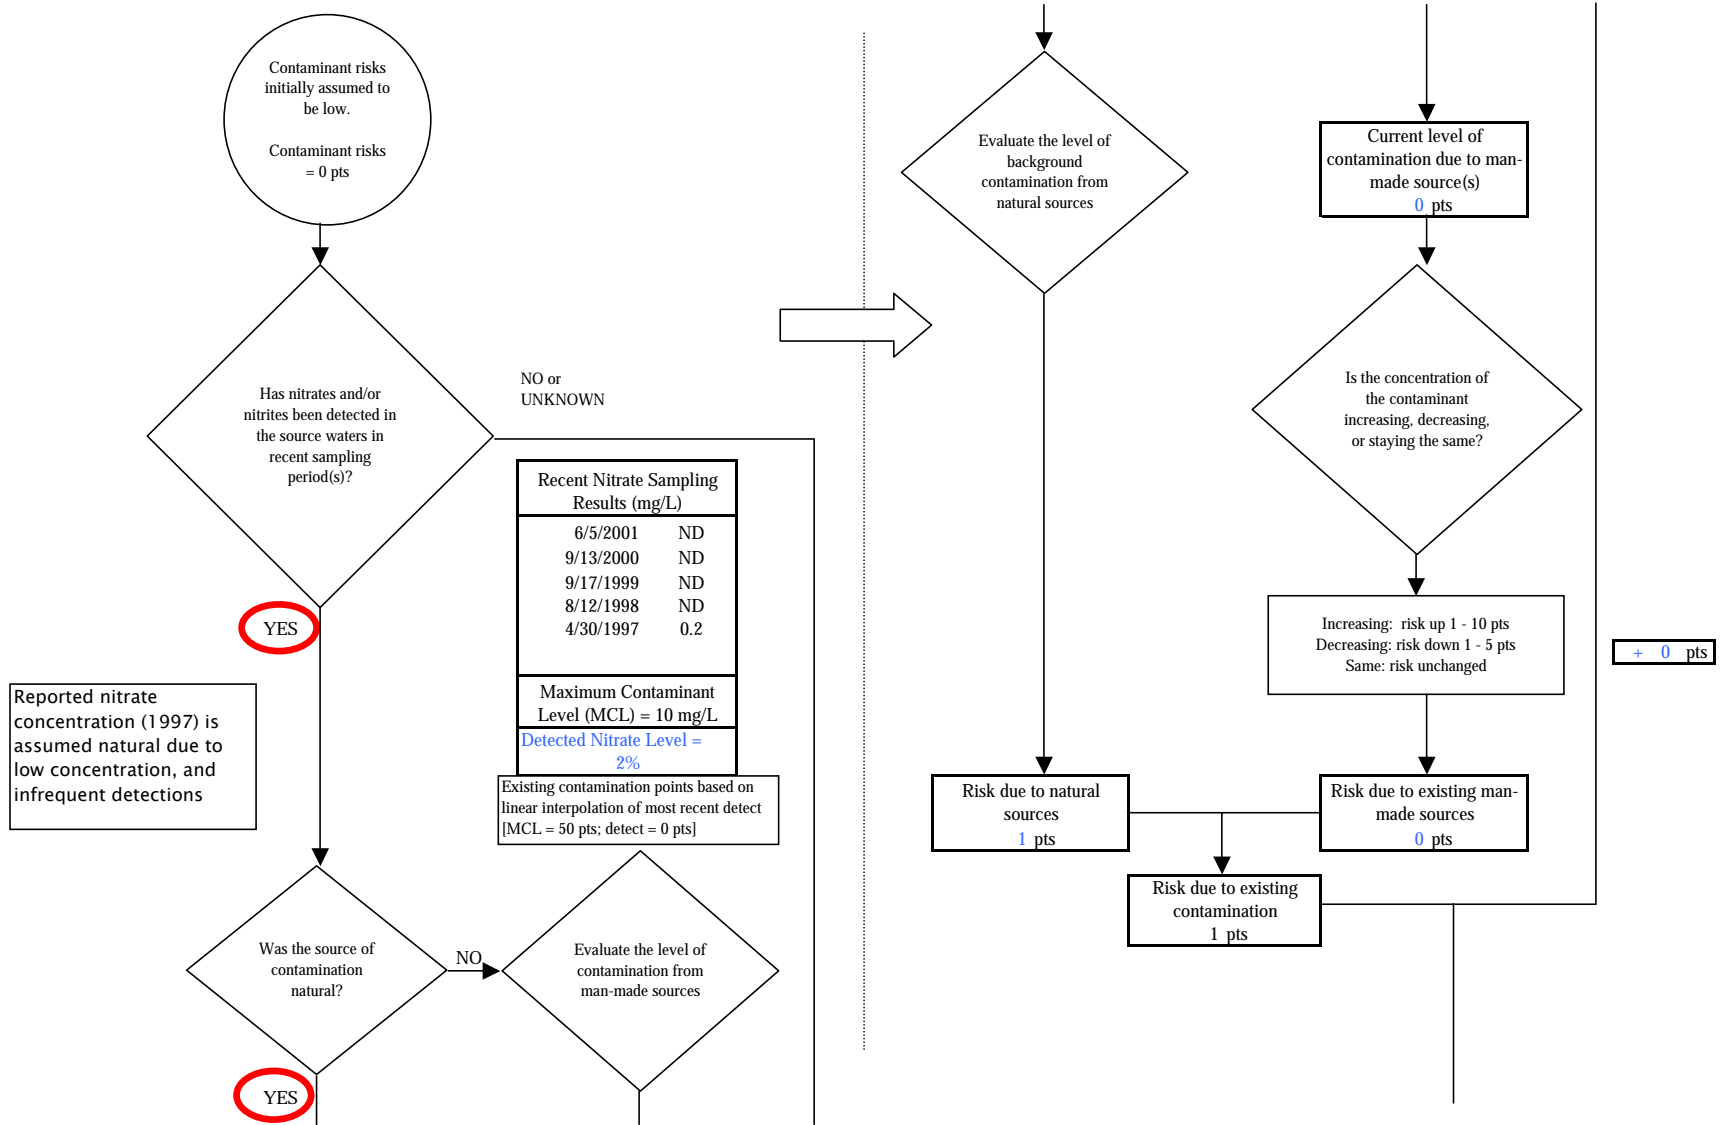 Contaminant risks
initially assumed to
be low.
Contaminant risks
= 0 pts
Has nitrates and/or
nitrites been detected in
the source waters in
recent sampling
period(s)?
NO or
UNKNOWN
YES
Recent Nitrate Sampling
Results (mg/L)
6/5/2001 ND
9/13/2000 ND
9/17/1999 ND
8/12/1998 ND
4/30/1997 0.2
Maximum Contaminant
Level (MCL) = 10 mg/L
Detected Nitrate Level =
2%
Existing contamination points based on
linear interpolation of most recent detect
[MCL = 50 pts; detect = 0 pts]
Reported nitrate
concentration (1997) is
assumed natural due to
low concentration, and
infrequent detections
Was the source of
contamination
natural?
NO
YES
Evaluate the level of
contamination from
man-made sources
Evaluate the level of
background
contamination from
natural sources
Current level of
contamination due to man-
made source(s)
0 pts
Is the concentration of
the contaminant
increasing, decreasing,
or staying the same?
Increasing: risk up 1 - 10 pts
Decreasing: risk down 1 - 5 pts
Same: risk unchanged
+ 0 pts
Risk due to natural
sources
1 pts
Risk due to existing man-
made sources
0 pts
Risk due to existing
contamination
1 pts